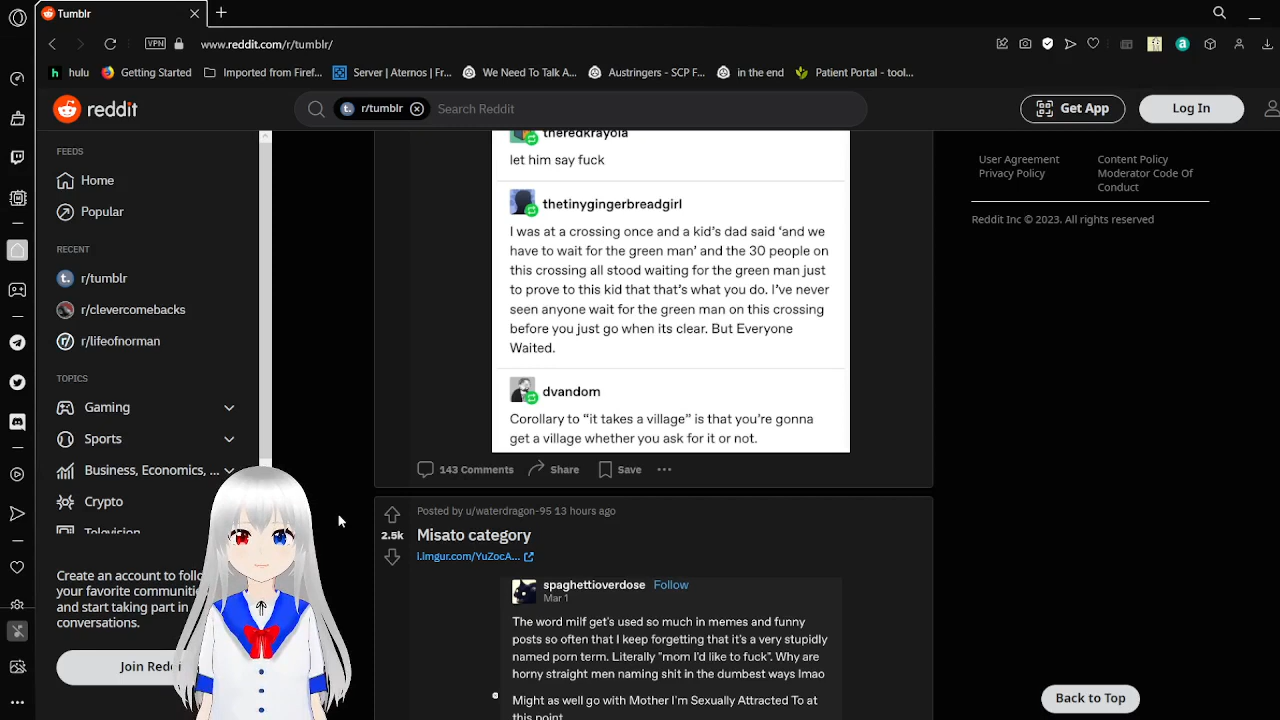 Tumblr
VPN
www.reddit.com/r/tumblr/
hulu
Getting Started
Imported from Firef...
Server | Aternos | Fr...
We Need To Talk A...
Austringers - SCP F...
in the end
Patient Portal - tool...
reddit
r/tumblr
Search Reddit
Get App
Log In
FEEDS
Home
Popular
RECENT
r/tumblr
r/clevercomebacks
r/lifeofnorman
TOPICS
Gaming
Sports
Business, Economics, ...
Crypto
Television
Create an account to follo
your favorite communities
and start taking part in
conversations.
Join Reddi
theredkrayola
let him say fuck
thetinygingerbreadgirl
I was at a crossing once and a kid's dad said 'and we
have to wait for the green man' and the 30 people on
this crossing all stood waiting for the green man just
to prove to this kid that that's what you do. I've never
seen anyone wait for the green man on this crossing
before you just go when its clear. But Everyone
Waited.
dvandom
Corollary to "it takes a village" is that you're gonna
get a village whether you ask for it or not.
143 Comments
Share
Save
2.5k
Posted by u/waterdragon-95 13 hours ago
Misato category
i.imgur.com/YuZocA...
spaghettioverdose Follow
Mar 1
The word milf get's used so much in memes and funny
posts so often that I keep forgetting that it's a very stupidly
named porn term. Literally "mom I'd like to fuck". Why are
horny straight men naming shit in the dumbest ways lmao
Might as well go with Mother I'm Sexually Attracted To at
this point
User Agreement
Privacy Policy
Content Policy
Moderator Code Of
Conduct
Reddit Inc © 2023. All rights reserved
Back to Top